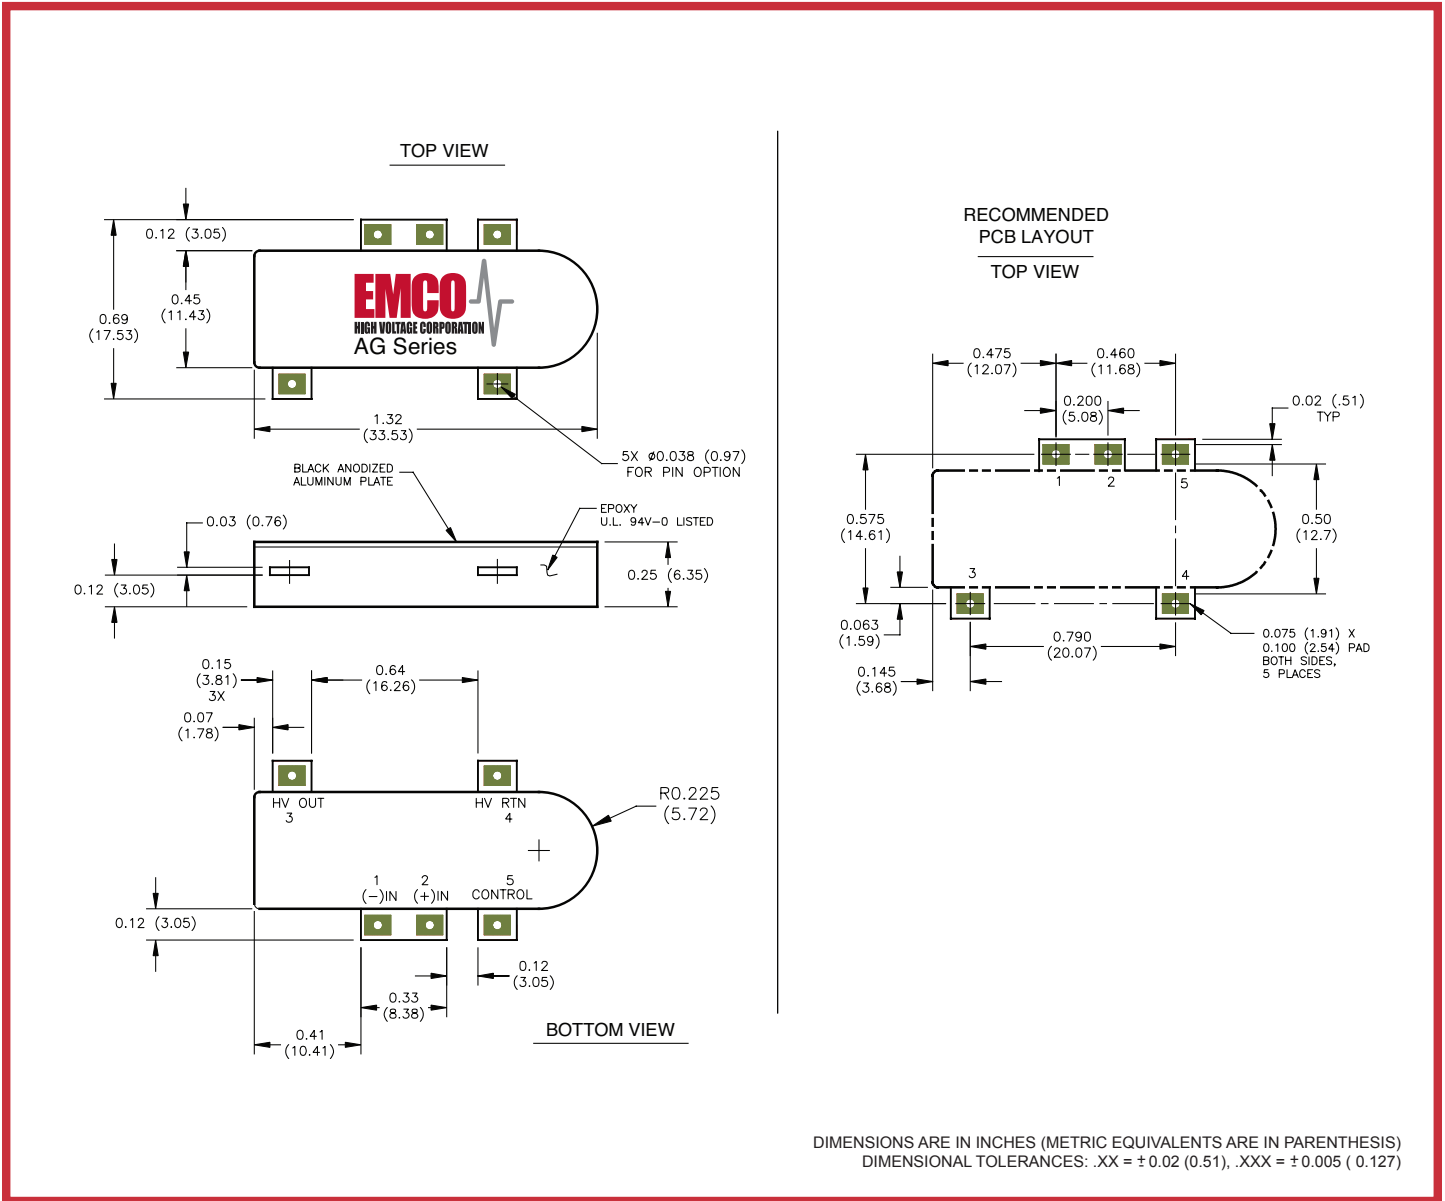 TOP VIEW
0.12 (3.05)
0.45
(11.43)
0.69
(17.53)
EMCO
HIGH VOLTAGE CORPORATION
AG Series
1.32
(33.53)
5X ø0.038 (0.97)
FOR PIN OPTION
BLACK ANODIZED
ALUMINUM PLATE
EPOXY
U.L. 94V-0 LISTED
0.03 (0.76)
0.12 (3.05)
0.25 (6.35)
0.15
(3.81)
3X
0.64
(16.26)
0.07
(1.78)
HV OUT
3
HV RTN
4
R0.225
(5.72)
1
(-)IN
2
(+)IN
5
CONTROL
0.12 (3.05)
0.12
(3.05)
0.33
(8.38)
0.41
(10.41)
BOTTOM VIEW
RECOMMENDED
PCB LAYOUT
TOP VIEW
0.475
(12.07)
0.460
(11.68)
0.200
(5.08)
0.02 (.51)
TYP
1
2
5
0.575
(14.61)
0.50
(12.7)
3
4
0.063
(1.59)
0.790
(20.07)
0.145
(3.68)
0.075 (1.91) X
0.100 (2.54) PAD
BOTH SIDES,
5 PLACES
DIMENSIONS ARE IN INCHES (METRIC EQUIVALENTS ARE IN PARENTHESIS)
DIMENSIONAL TOLERANCES: .XX = ±0.02 (0.51), .XXX = ±0.005 ( 0.127)